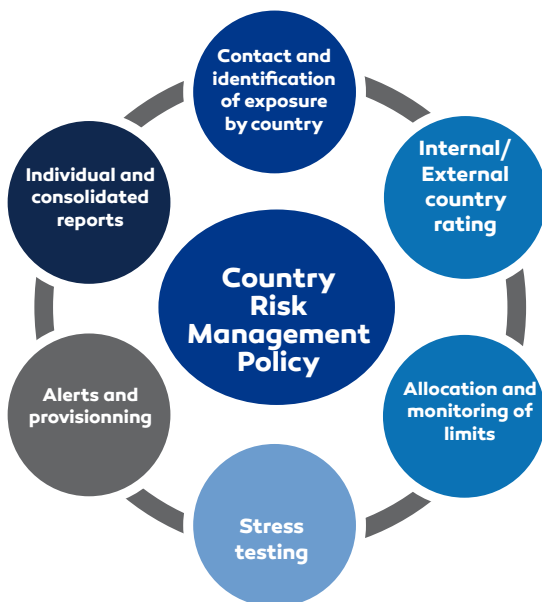 Contact and
identification
of exposure
by country
Internal/
External
country
rating
Allocation and
monitoring of
limits
Stress
testing
Alerts and
provisionning
Individual and
consolidated
reports
Country
Risk
Management
Policy